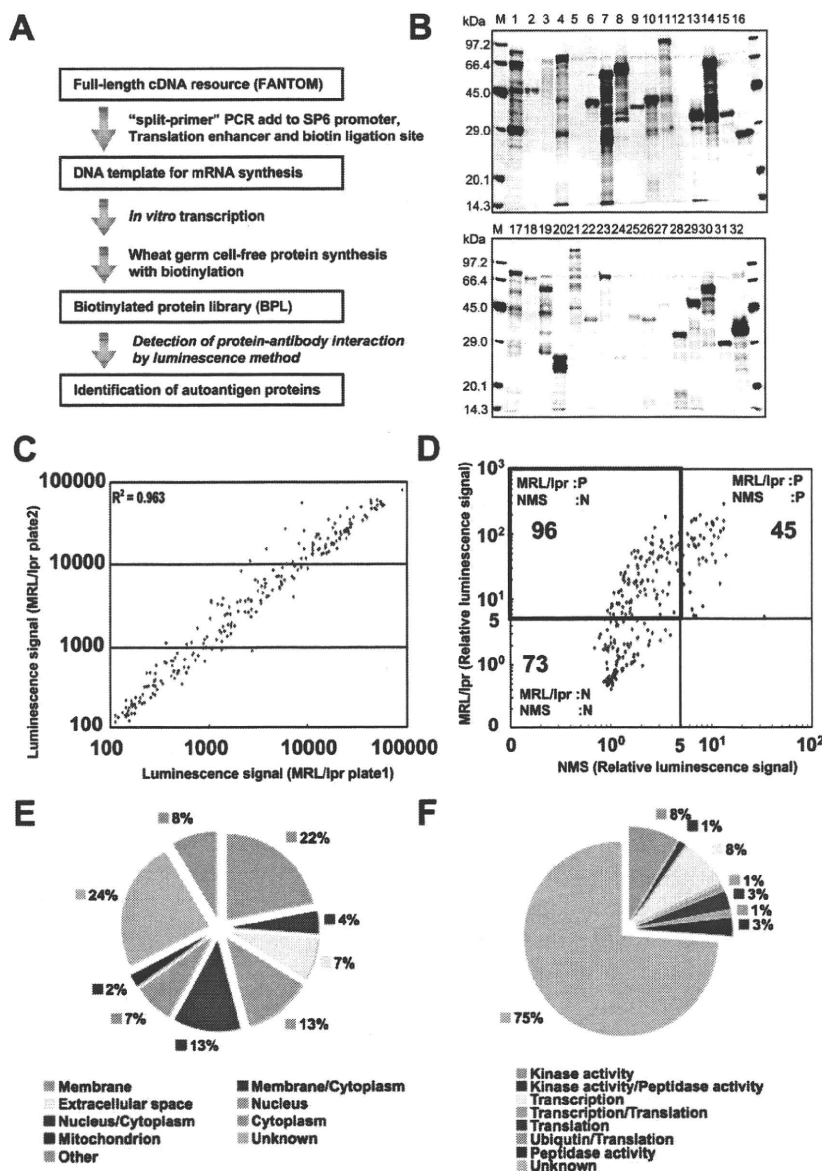 A
Full-length cDNA resource (FANTOM)
"split-primer" PCR add to SP6 promoter,
Translation enhancer and biotin ligation site
DNA template for mRNA synthesis
In vitro transcription
Wheat germ cell-free protein synthesis
with biotinylation
Biotinylated protein library (BPL)
Detection of protein-antibody interaction
by luminescence method
Identification of autoantigen proteins
B
kDa M 1 2 3 4 5 6 7 8 9 10 11 12 13 14 15 16
97.2
66.4
45.0
29.0
20.1
14.3
M 17 18 19 20 21 22 23 24 25 26 27 28 29 30 31 32
kDa
97.2
66.4
45.0
29.0
20.1
14.3
C
100000
R² = 0.963
10000
1000
100
100 1000 10000 100000
Luminescence signal (MRL/lpr plate2)
Luminescence signal (MRL/lpr plate1)
D
10³
10²
10¹
5
10⁰
0
MRL/lpr :P
NMS :N
96
MRL/lpr :P
NMS :P
45
73
MRL/lpr :N
NMS :N
0 10⁰ 5 10¹ 10²
MRL/lpr (Relative luminescence signal)
NMS (Relative luminescence signal)
E
8%
22%
24%
4%
7%
2%
7%
13%
13%
Membrane
Membrane/Cytoplasm
Extracellular space
Nucleus
Nucleus/Cytoplasm
Cytoplasm
Mitochondrion
Unknown
Other
F
8%
1%
8%
1%
3%
1%
3%
75%
Kinase activity
Kinase activity/Peptidase activity
Transcription
Transcription/Translation
Translation
Ubiqutin/Translation
Peptidase activity
Unknown